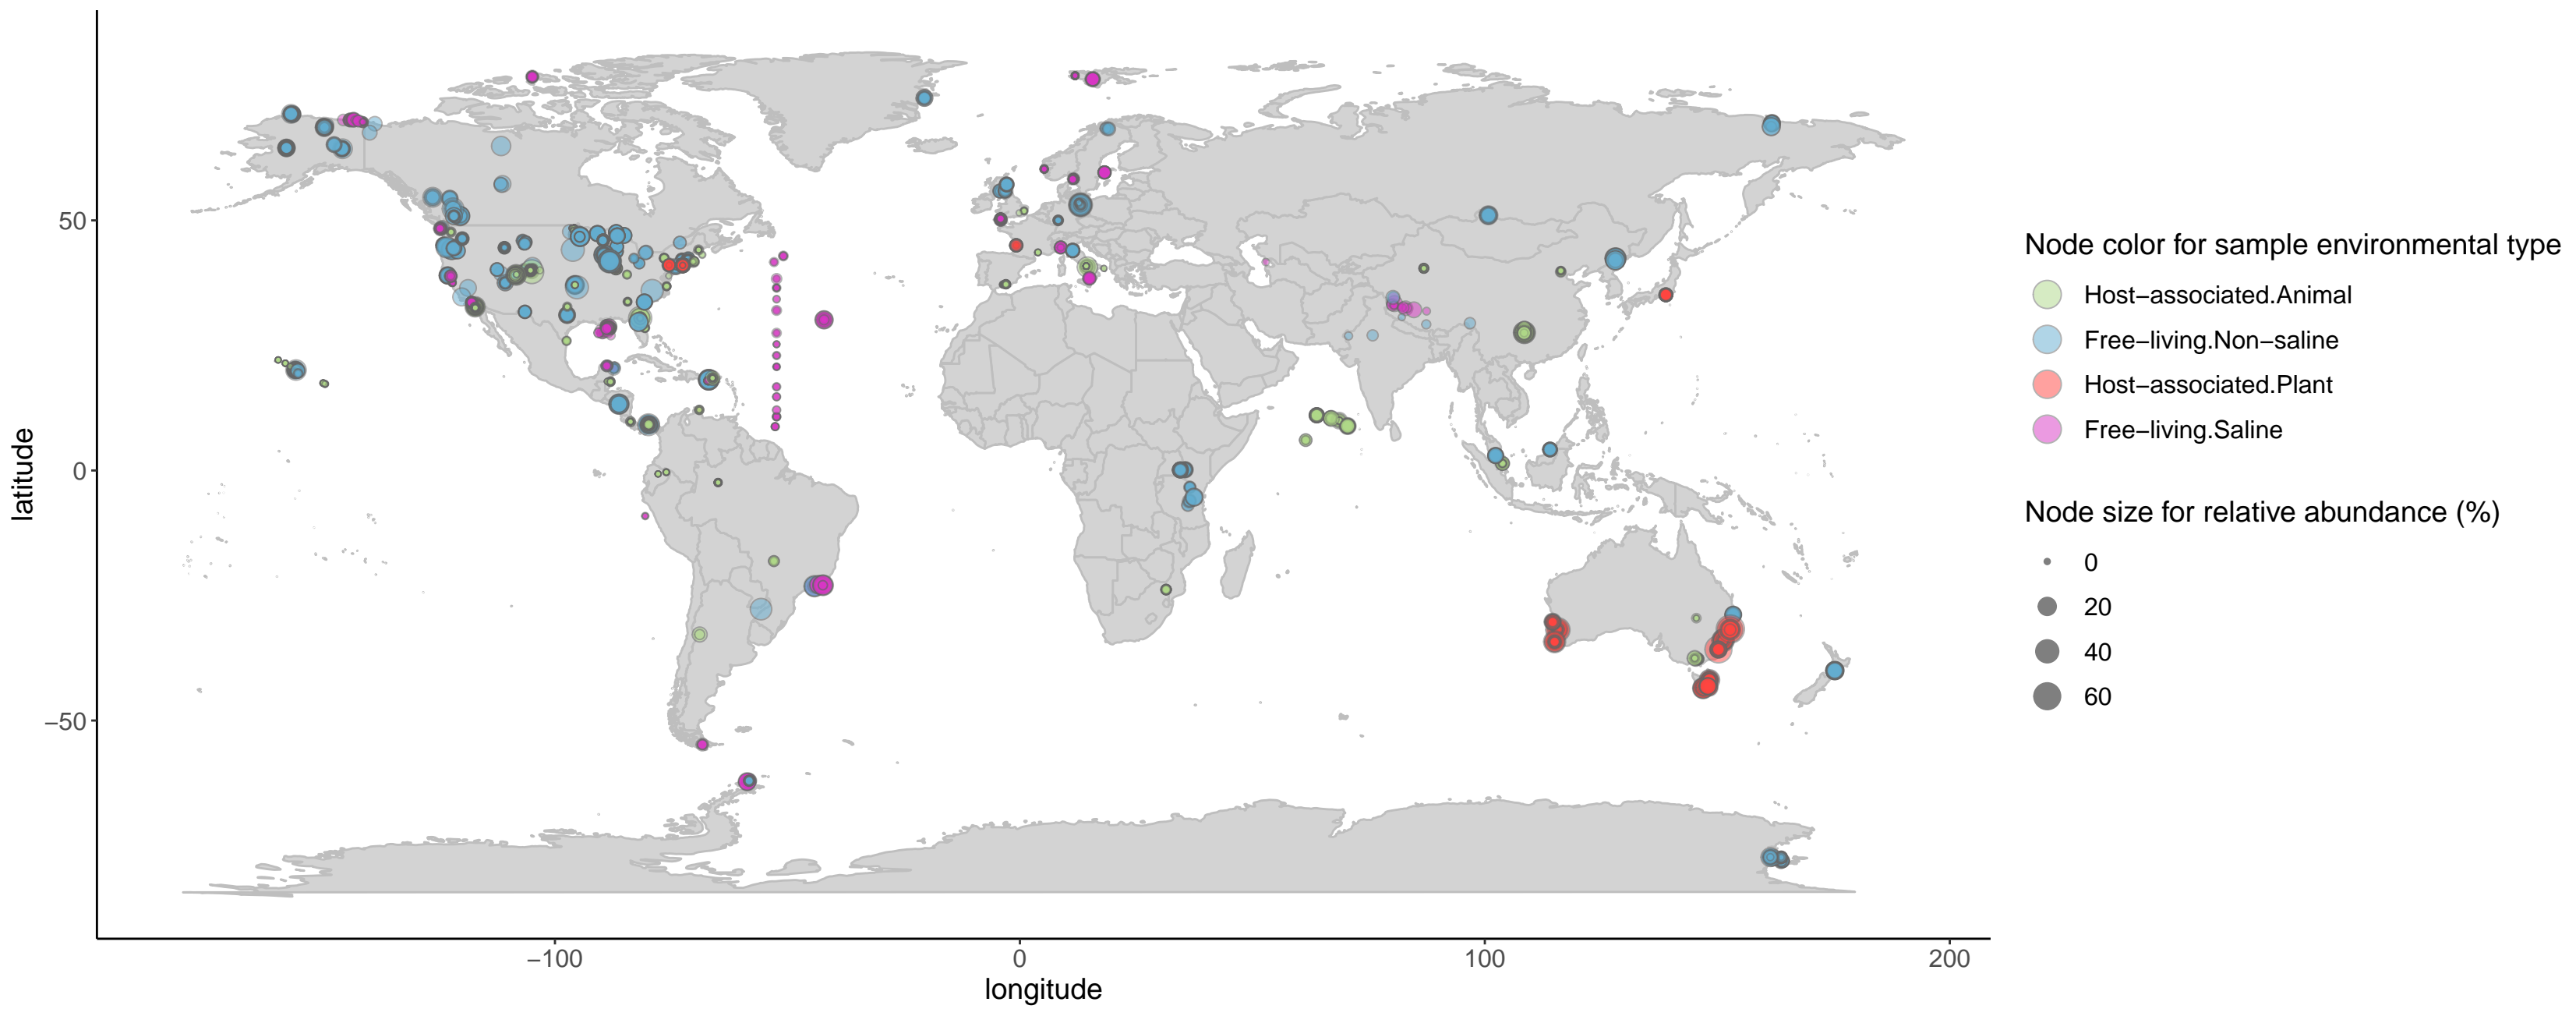 latitude
50
0
−50
−100
0
100
200
longitude
Node color for sample environmental type
Host−associated.Animal
Free−living.Non−saline
Host−associated.Plant
Free−living.Saline
Node size for relative abundance (%)
0
20
40
60